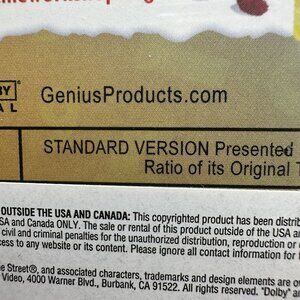 BY
AL
GeniusProducts.com
STANDARD VERSION Presented
Ratio of its Original T
OUTSIDE THE USA AND CANADA: This copyrighted product has been distrib
SA and Canada ONLY. The sale or rental of this product outside of the USA an
civil and criminal penalties for the unauthorized distribution, reproduction or
cess to any website or its content. Please ignore all contact information for t
e Street®, and associated characters, trademarks and design elements are o
Video, 4000 Warner Blvd., Burbank, CA 91522. All rights reserved. "Dolby" a